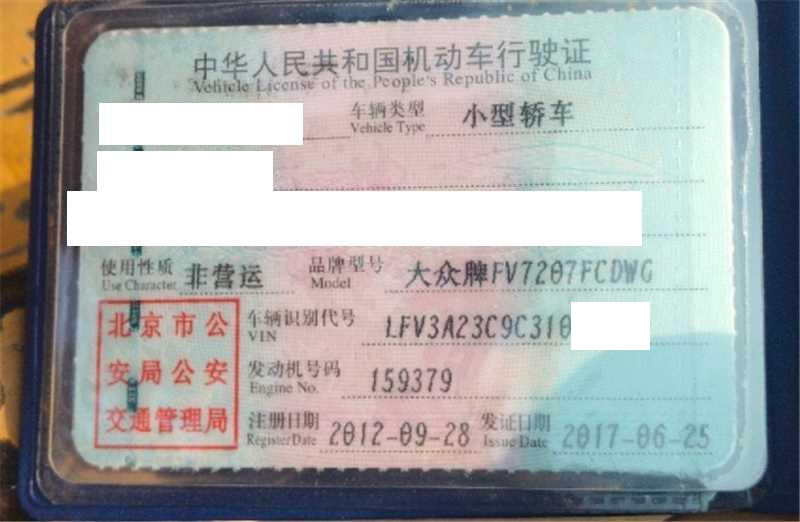 中华人民共和国机动车行驶证
Vehicle License of the People's Republic of China
车辆类型 小型轿车
Vehicle Type
使用性质 非营运 品牌型号 大众牌FV7207FCDWG
Use Character Model
北京市公
安局公安
交通管理局
车辆识别代号 LFV3A23C9C310
VIN
发动机号码 159379
Engine No.
注册日期 2012-09-28 发证日期 2017-06-25
Register Date Issue Date